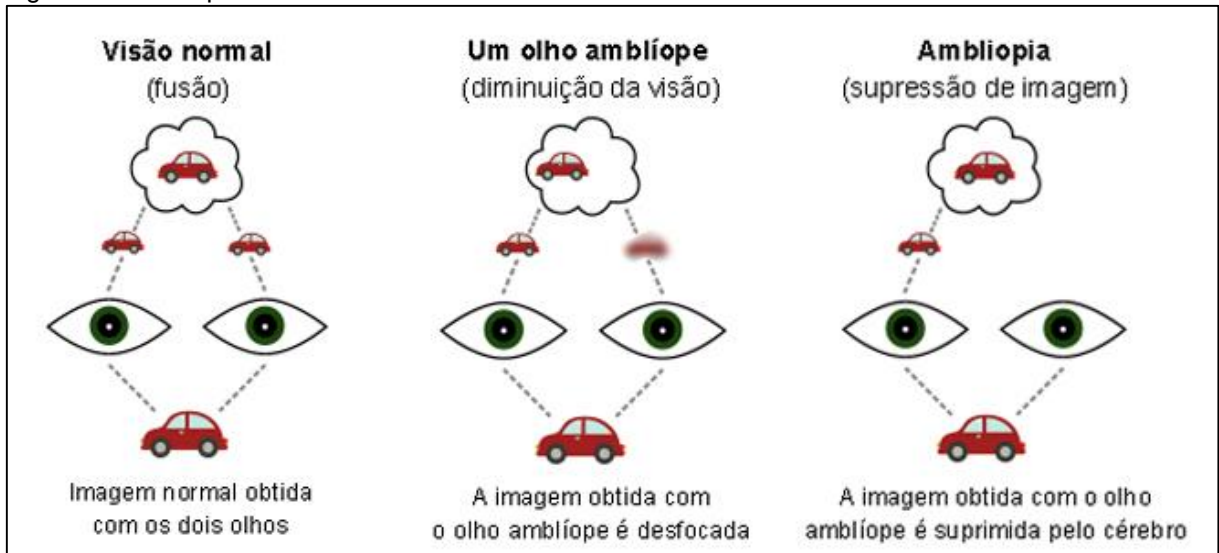 Visão normal
(fusão)
Imagem normal obtida
com os dois olhos
Um olho amblíope
(diminuição da visão)
A imagem obtida com
o olho amblíope é desfocada
Ambliopia
(supressão de imagem)
A imagem obtida com o olho
amblíope é suprimida pelo cérebro